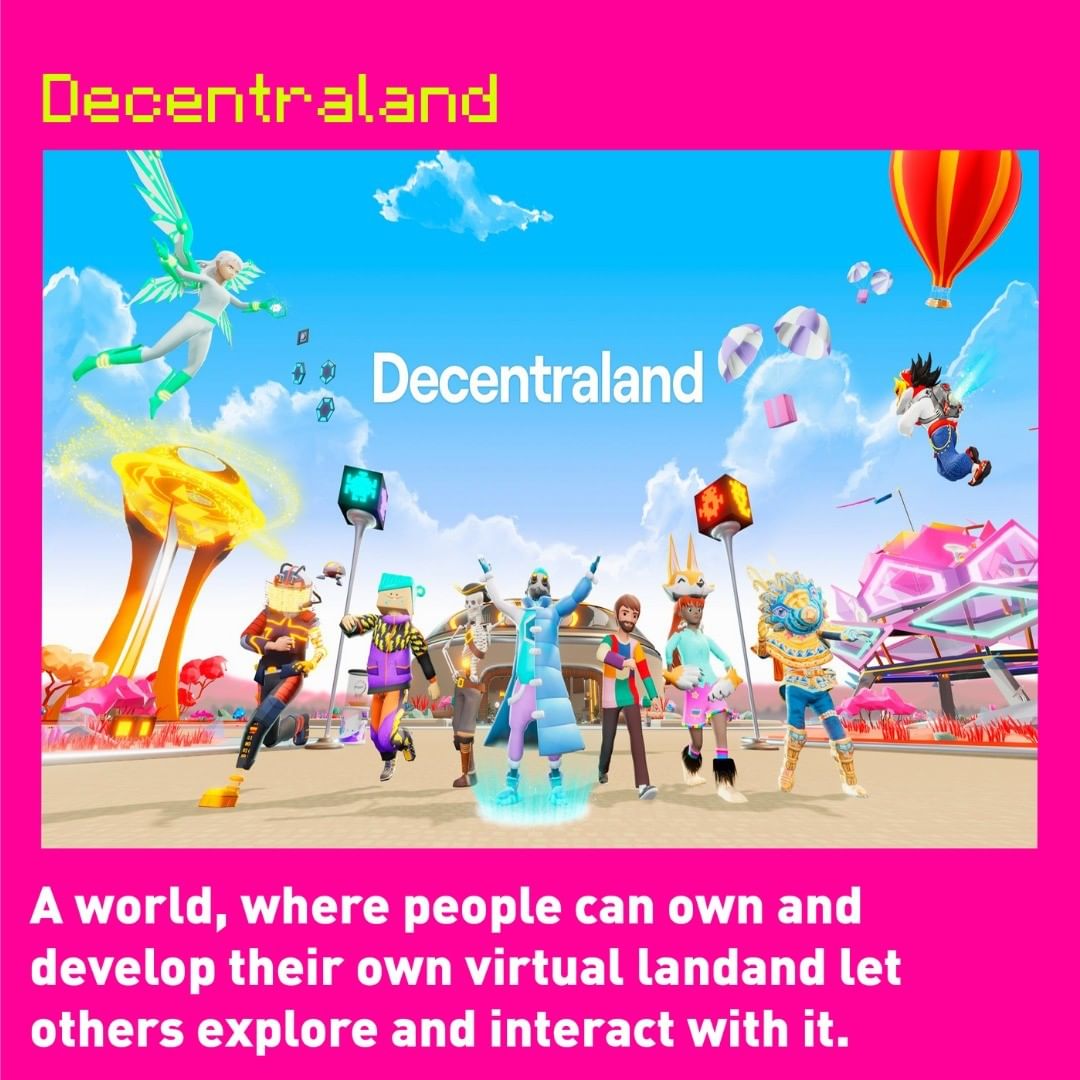 Decentraland
Decentraland
A world, where people can own and
develop their own virtual landand let
others explore and interact with it.